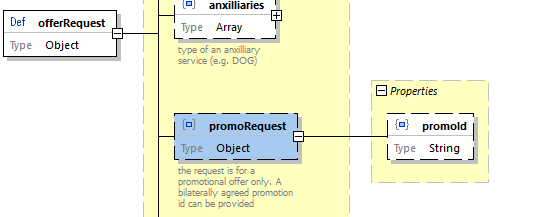 anxilliaries
Type Array
type of an anxilliary
service (e.g. DOG)
Def offerRequest
Type Object
Properties
promoRequest
Type Object
promoId
Type String
the request is for a
promotional offer only. A
bilaterally agreed promotion
id can be provided